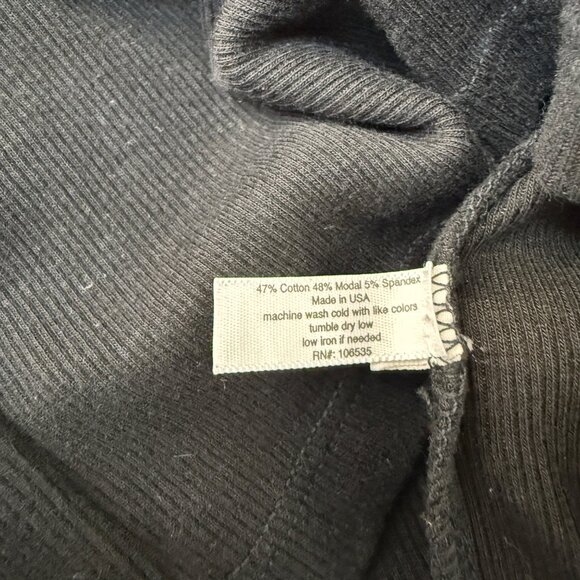 47% Cotton 48% Modal 5% Spandex
Made in USA
machine wash cold with like colors
tumble dry low
low iron if needed
RN#: 106535